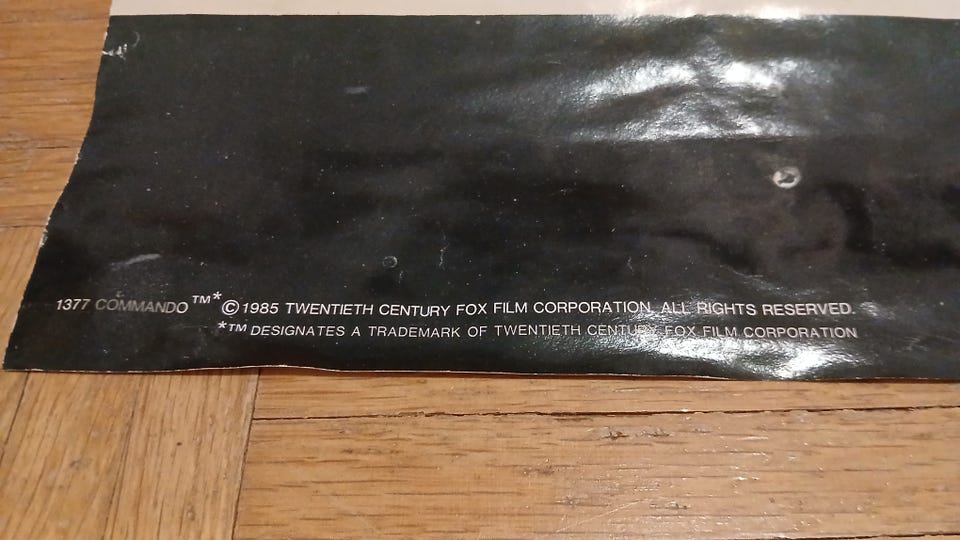 1377 COMMANDO™* ©1985 TWENTIETH CENTURY FOX FILM CORPORATION. ALL RIGHTS RESERVED.
*™ DESIGNATES A TRADEMARK OF TWENTIETH CENTURY FOX FILM CORPORATION